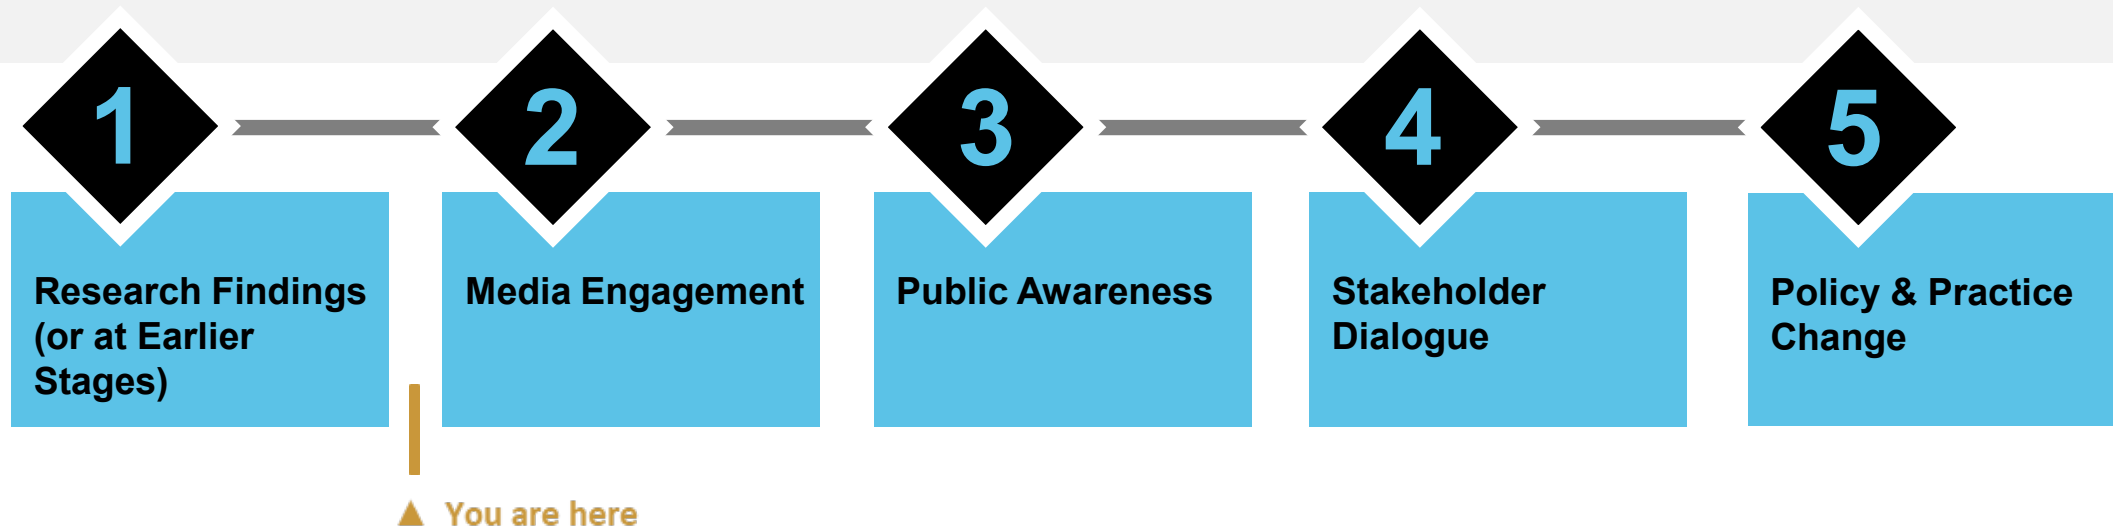 1
2
3
4
5
Research Findings
(or at Earlier
Stages)
Media Engagement
Public Awareness
Stakeholder
Dialogue
Policy & Practice
Change
▲ You are here